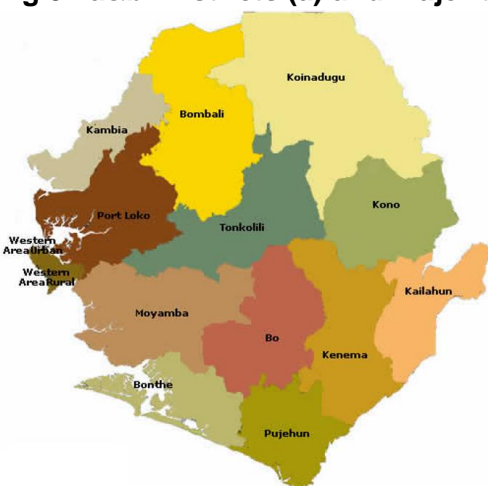 Koinadugu
Bombali
Kambia
Kono
Port Loko
Tonkolili
Western
AreaUrban
Western
AreaRural
Kailahun
Moyamba
Bo
Kenema
Bonthe
Pujehun